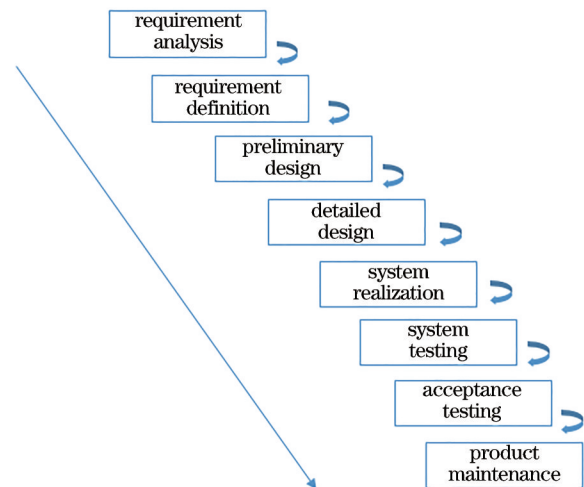 requirement
analysis
requirement
definition
preliminary
design
detailed
design
system
realization
system
testing
acceptance
testing
product
maintenance